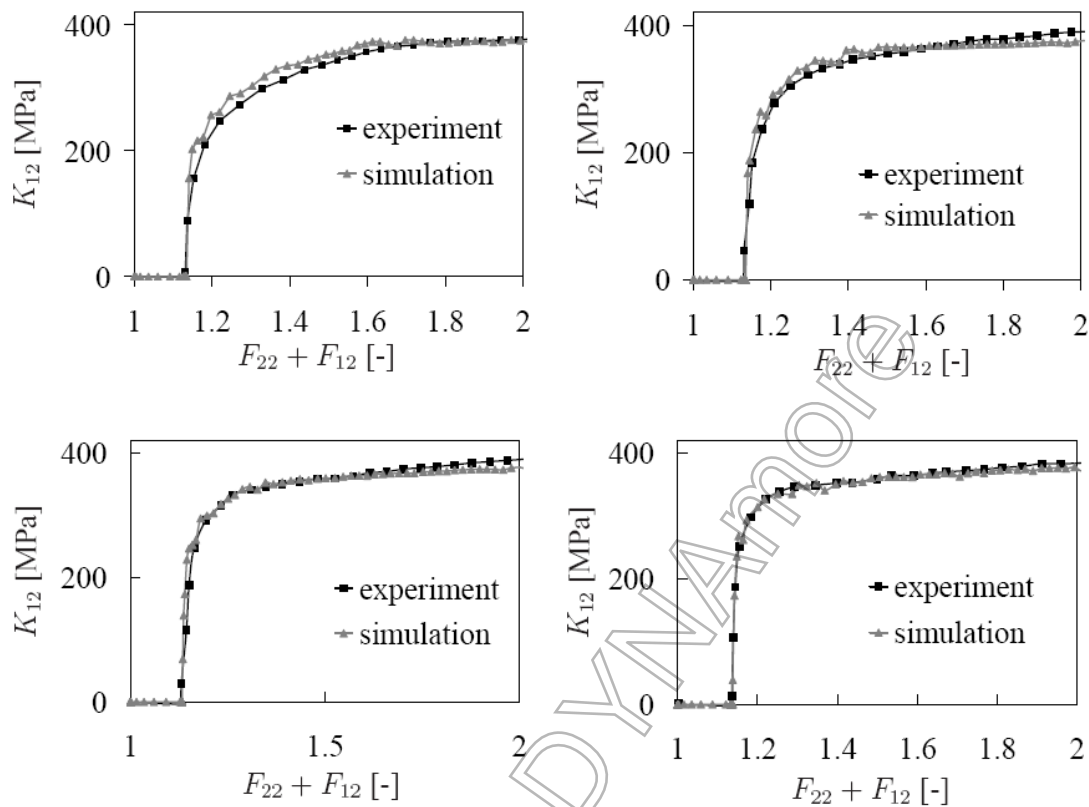 400
200
0
K12 [MPa]
experiment
simulation
1 1.2 1.4 1.6 1.8 2
F22 + F12 [-]
400
200
0
K12 [MPa]
experiment
simulation
1 1.2 1.4 1.6 1.8 2
F22 + F12 [-]
400
200
0
K12 [MPa]
experiment
simulation
1 1.5 2
F22 + F12 [-]
400
200
0
K12 [MPa]
experiment
simulation
1 1.2 1.4 1.6 1.8 2
F22 + F12 [-]
DYNAmore